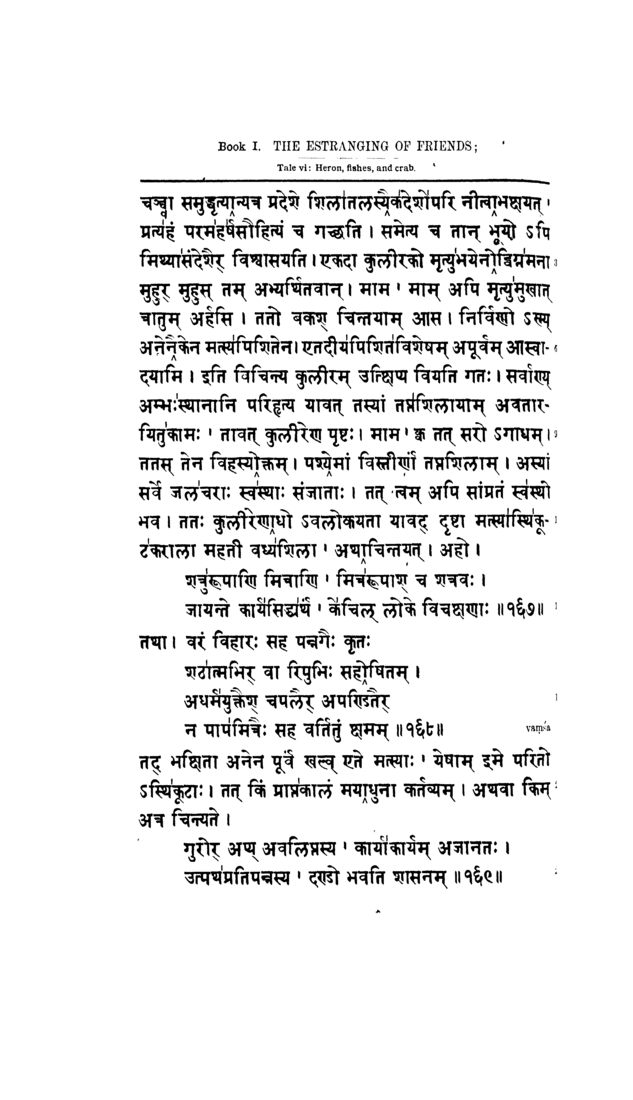 Book I. THE ESTRANGING OF FRIENDS;
Tale vi: Heron, fishes, and crab.
चञ्च्वा समुद्धृत्यान्यत्र प्रदेशे शिलातलस्यैकदेशोपरि नीत्वाभक्षयत्।
प्रत्यहं परमहर्षसौहित्यं च गच्छति। समेत्य च तान् भूयो ऽपि
मिथ्यासंदेशैर् विश्वासयति। एकदा कुलीरको मृत्युभयेनोद्विग्नमना 3
मुहुर् मुहुस् तम् अभ्यर्थितवान्। माम ' माम् अपि मृत्युमुखात्
त्रातुम् अर्हसि। ततो बकश् चिन्तयाम् आस। निर्विण्णो ऽस्म्य्
अनेनैकेन मत्स्यपिशितेन। एतदीयपिशितविशेषम् अपूर्वम् आस्वा- 6
दयामि। इति विचिन्त्य कुलीरम् उत्क्षिप्य वियति गतः। सर्वाण्य्
अम्भःस्थानानि परिहृत्य यावत् तस्यां तप्तशिलायाम् अवतार-
यितुकामः ' तावत् कुलीरेण पृष्टः। माम ' क्व तत् सरो ऽगाधम्। 9
ततस् तेन विहस्योक्तम्। पश्येमां विस्तीर्णां तप्तशिलाम्। अस्यां
सर्वे जलचराः स्वस्थाः संजाताः। तत् त्वम् अपि सांप्रतं स्वस्थो
भव। ततः कुलीरेणाधो ऽवलोकयता यावद् दृष्टा मत्स्यास्थिकू-
टकराला महती वध्यशिला ' अथाचिन्तयत्। अहो।
शत्रुरूपाणि मित्राणि ' मित्ररूपाश् च शत्रवः।
जायन्ते कार्यसिद्ध्यर्थं ' केचिल् लोके विचक्षणाः ॥१६७॥
तथा। वरं विहारः सह पन्नगैः कृतः
शठात्मभिर् वा रिपुभिः सहोषितम्।
अधर्मयुक्तैश् चपलैर् अपण्डितैर्
न पापमित्रैः सह वर्तितुं क्षमम् ॥१६८॥ vaṃśa
तद् भक्षिता अनेन पूर्वं खल्व् एते मत्स्याः ' येषाम् इमे परितो
ऽस्थिकूटाः। तत् किं प्राप्तकालं मयाधुना कर्तव्यम्। अथवा किम्
अत्र चिन्त्यते।
गुरोर् अप्य् अवलिप्तस्य ' कार्याकार्यम् अजानतः।
उत्पथप्रतिपन्नस्य ' दण्डो भवति शासनम् ॥१६९॥